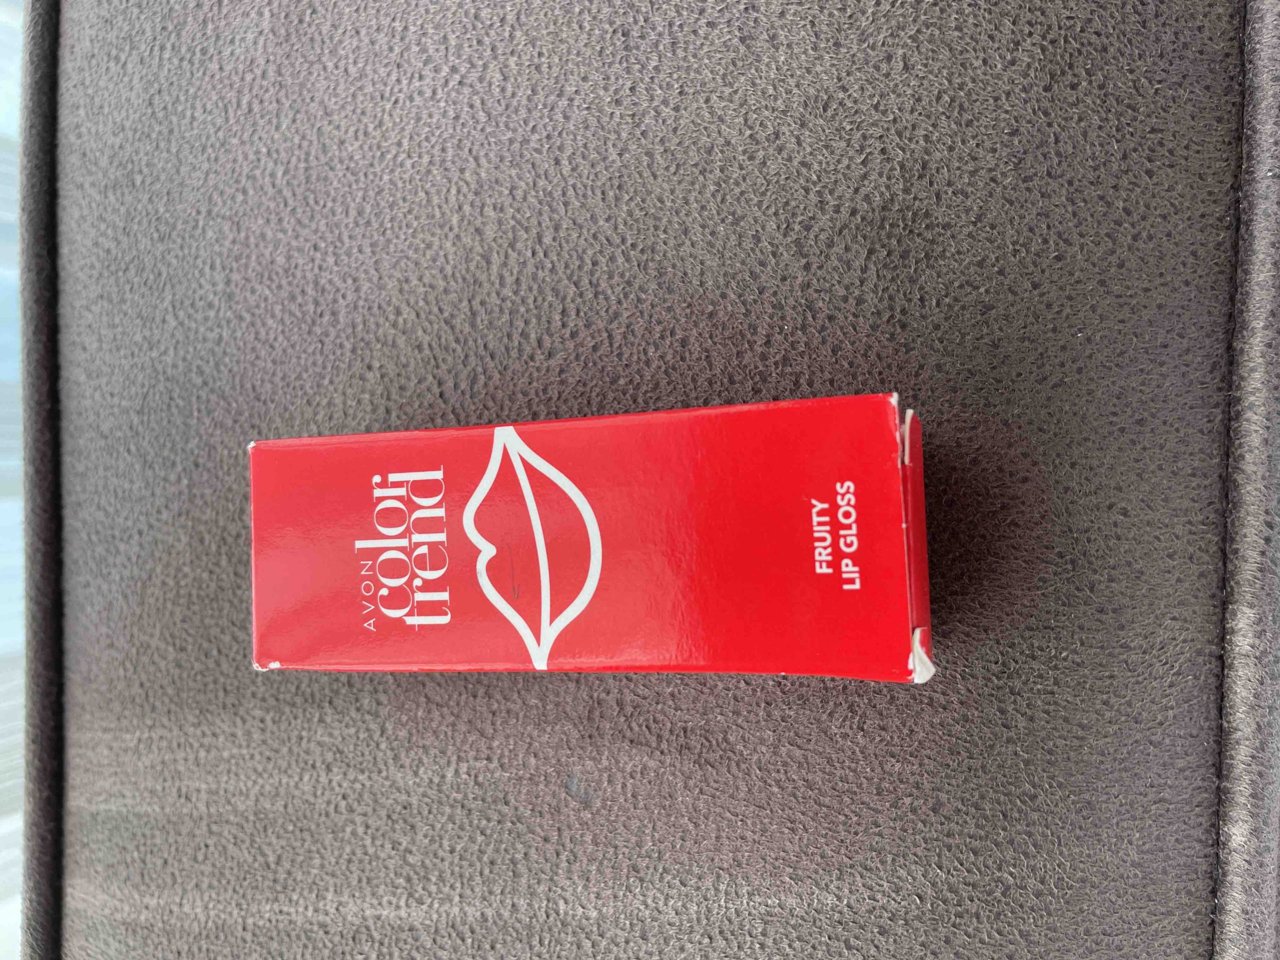 AVON
color
trend
FRUITY
LIP GLOSS